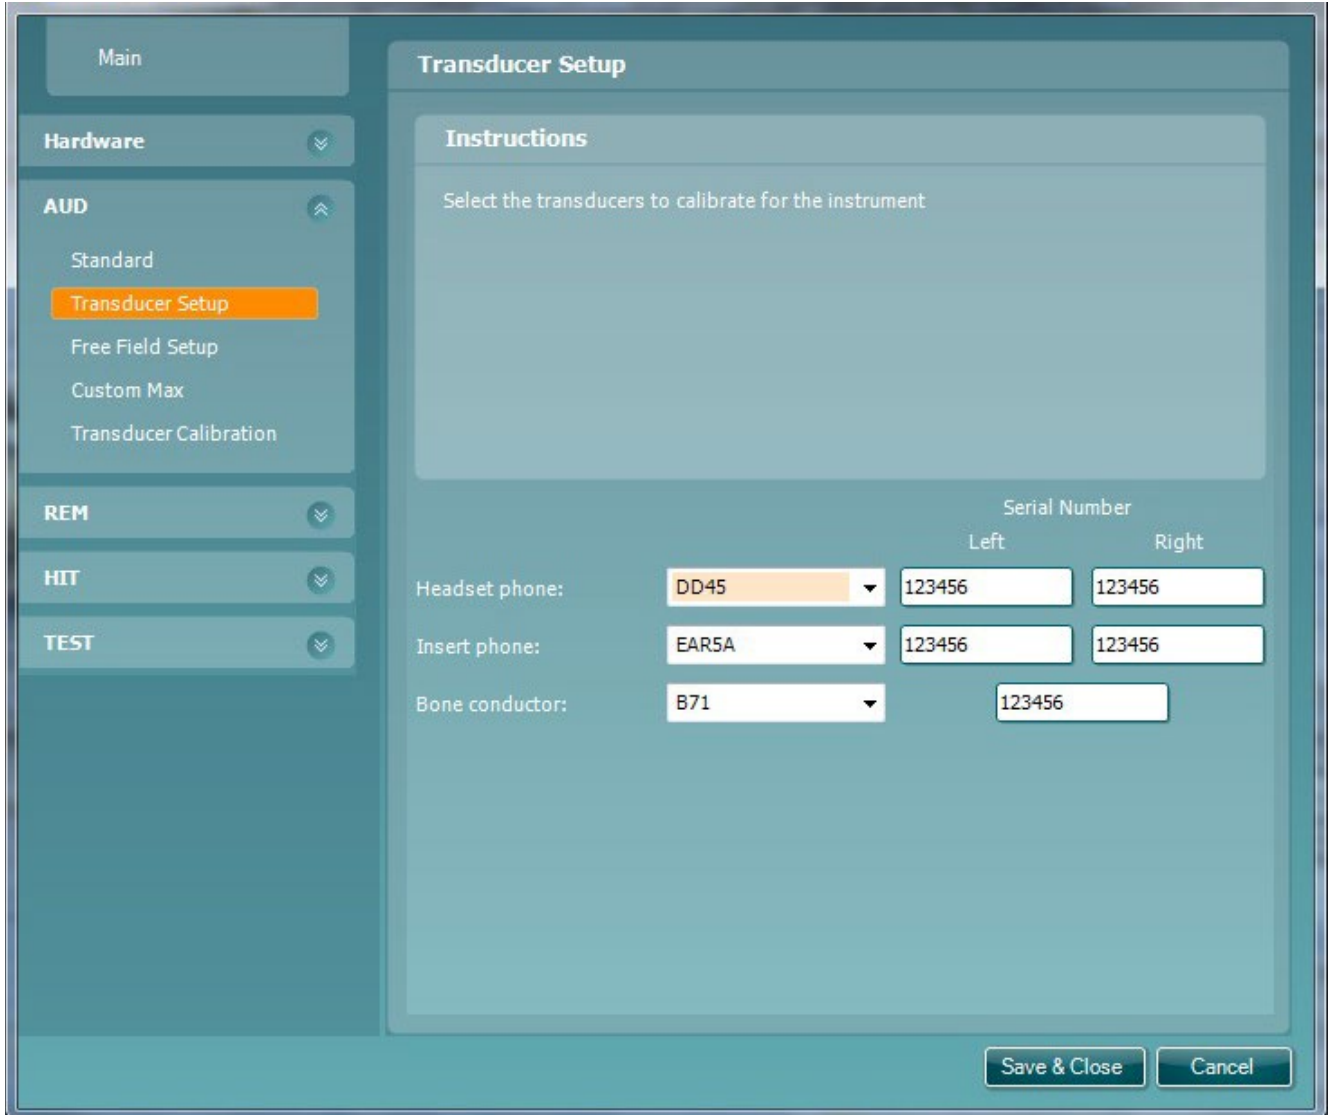 Main
Hardware
AUD
Standard
Transducer Setup
Free Field Setup
Custom Max
Transducer Calibration
REM
HIT
TEST
Transducer Setup
Instructions
Select the transducers to calibrate for the instrument
Serial Number
Left Right
Headset phone: DD45 123456 123456
Insert phone: EAR5A 123456 123456
Bone conductor: B71 123456
Save & Close Cancel